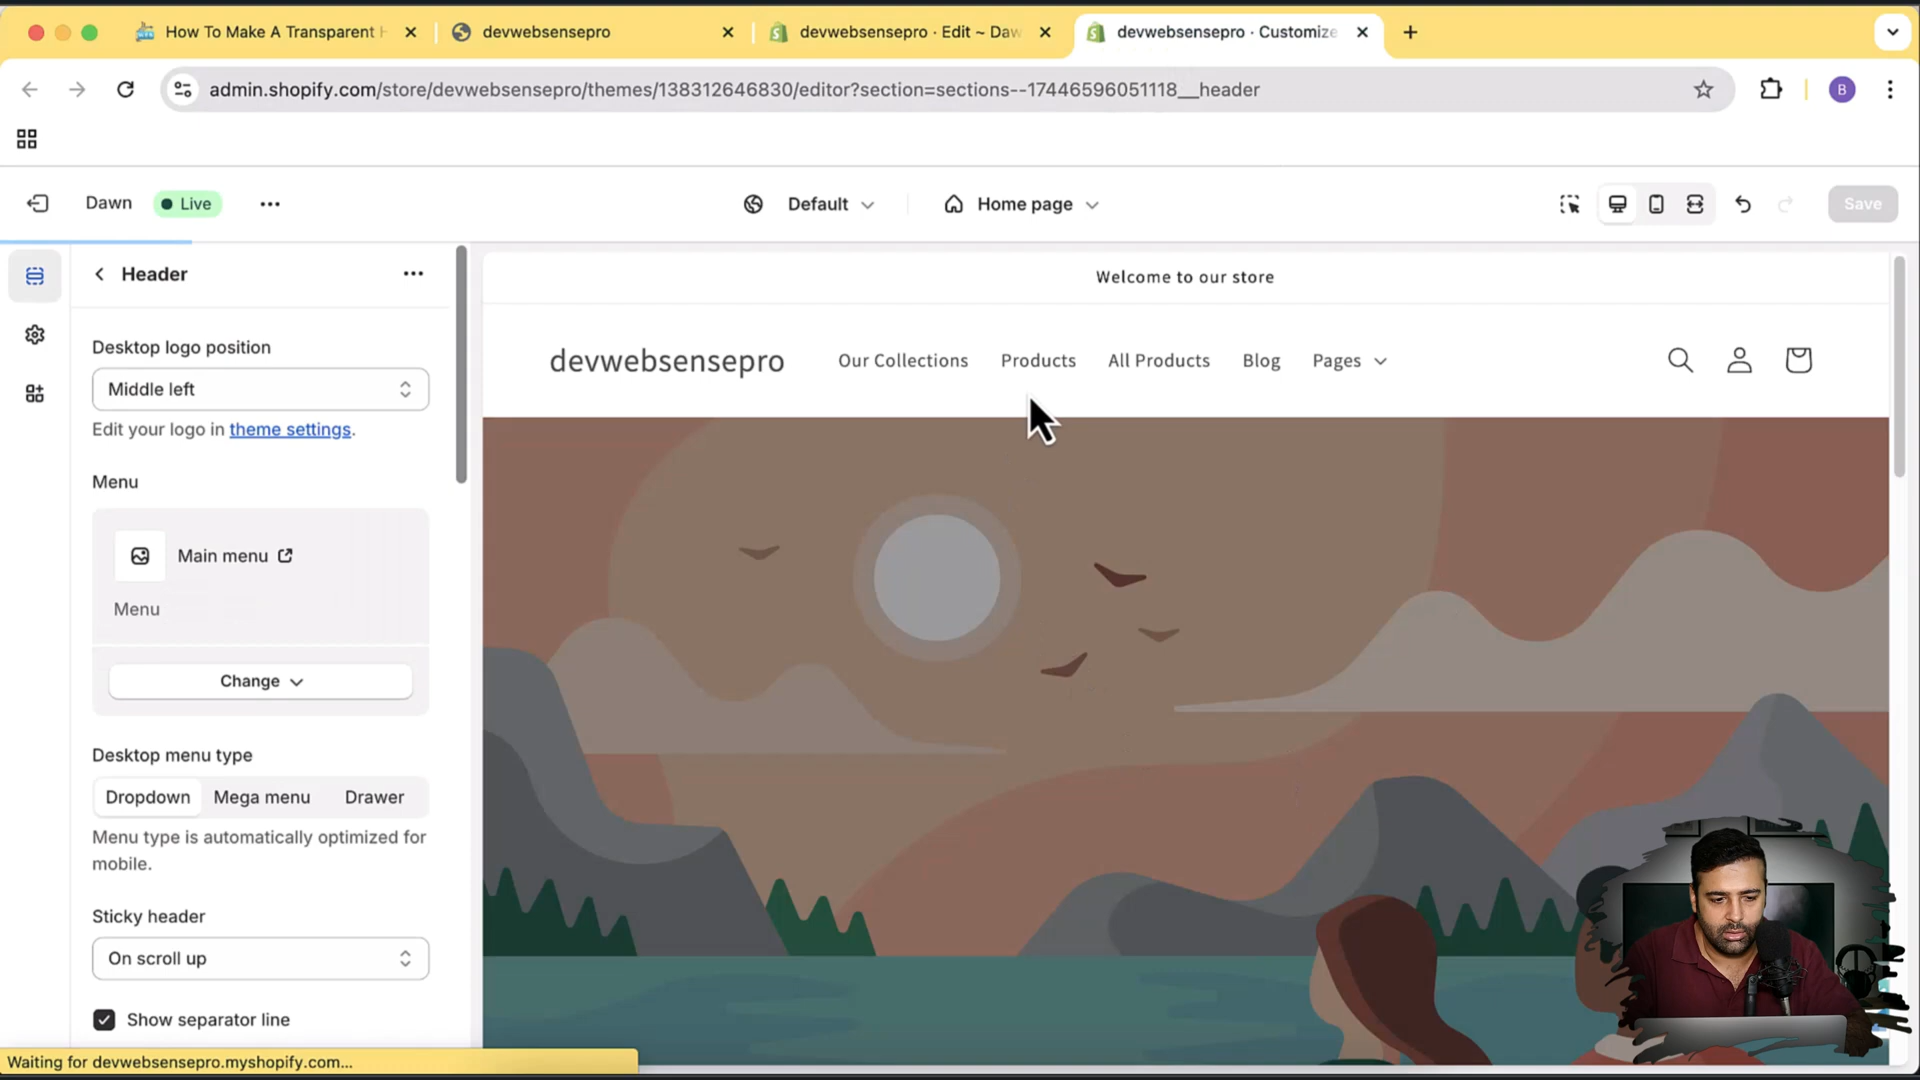 How To Make A Transparent H
devwebsensepro
devwebsensepro · Edit ~ Daw
devwebsensepro · Customize
admin.shopify.com/store/devwebsensepro/themes/138312646830/editor?section=sections--17446596051118__header
B
Dawn
Live
Default
Home page
Save
Header
Desktop logo position
Middle left
Edit your logo in theme settings.
Menu
Main menu
Menu
Change
Desktop menu type
Dropdown
Mega menu
Drawer
Menu type is automatically optimized for
mobile.
Sticky header
On scroll up
Show separator line
Welcome to our store
devwebsensepro
Our Collections
Products
All Products
Blog
Pages
Waiting for devwebsensepro.myshopify.com...